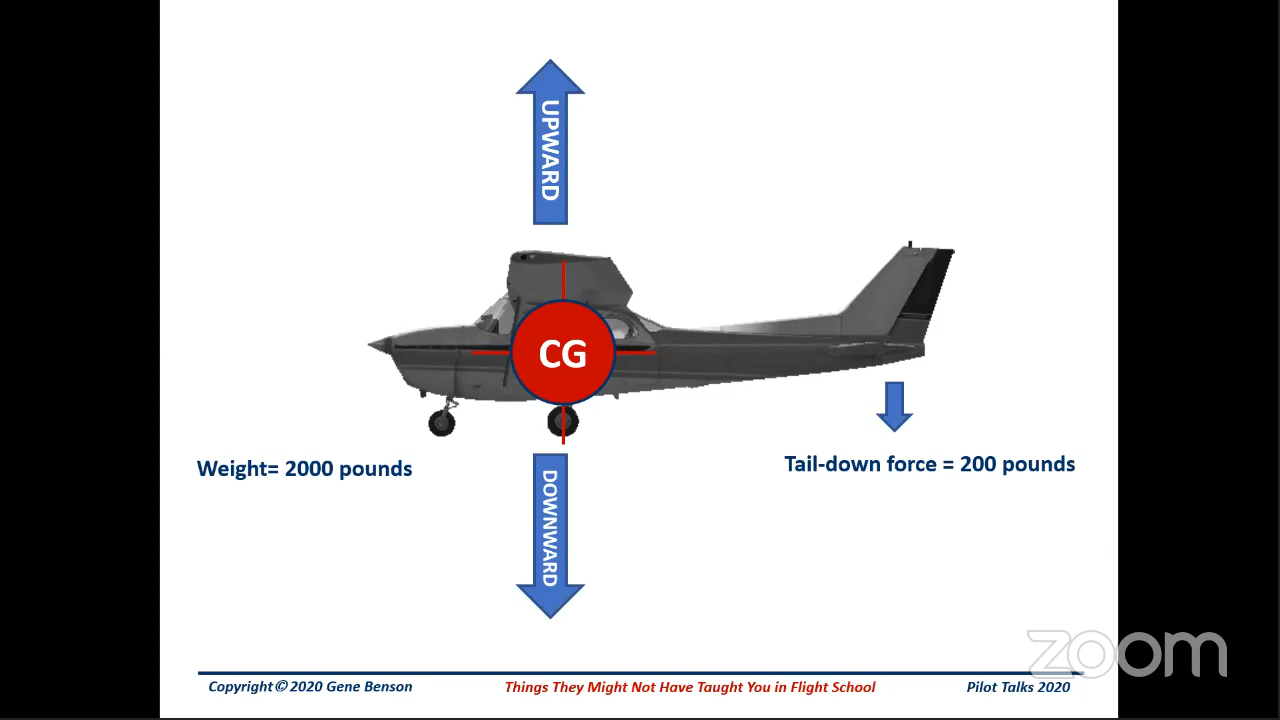 UPWARD
CG
Weight= 2000 pounds
Tail-down force = 200 pounds
DOWNWARD
zoom
Copyright© 2020 Gene Benson
Things They Might Not Have Taught You in Flight School
Pilot Talks 2020